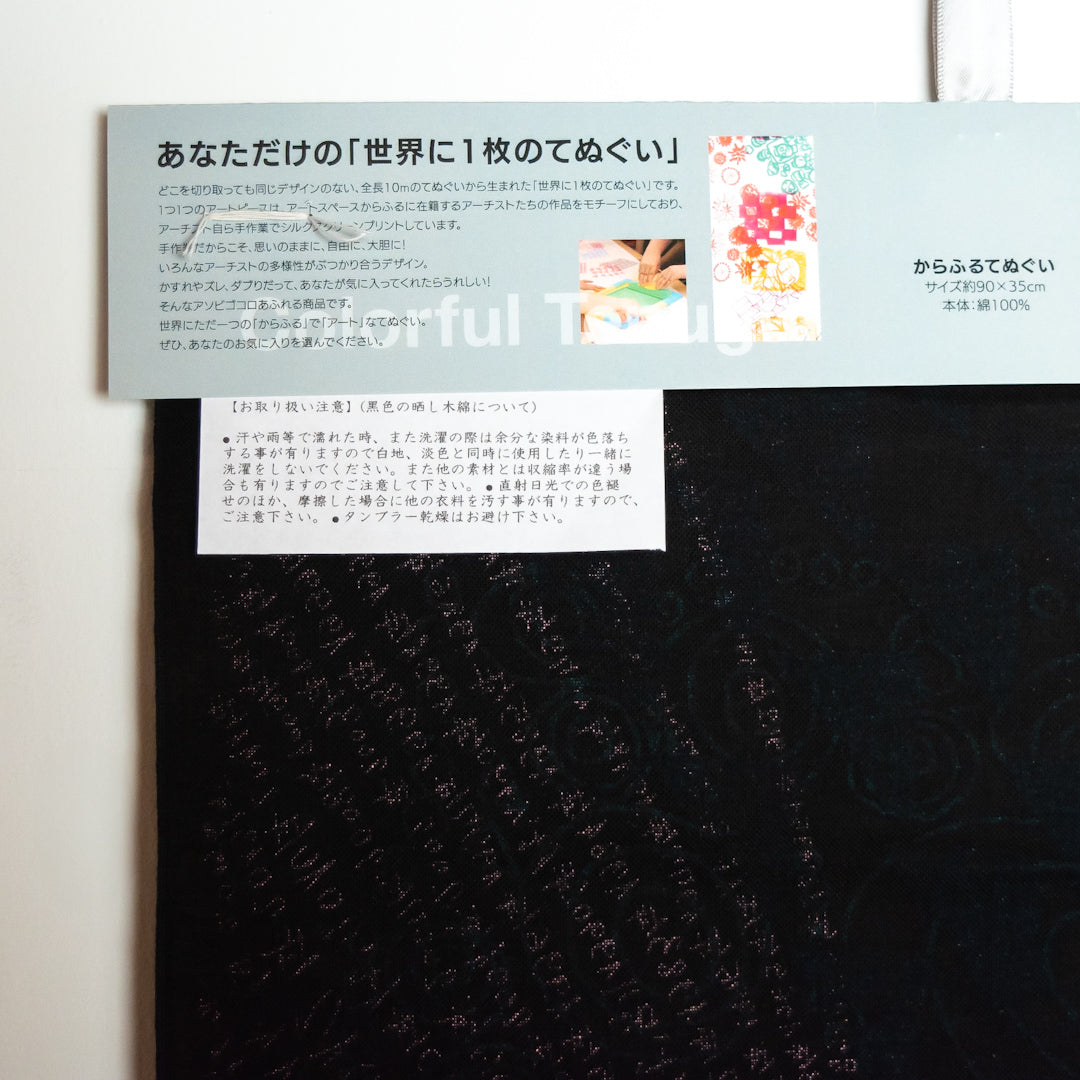 あなただけの「世界に1枚のてぬぐい」
どこを切り取っても同じデザインのない、全長10mのてぬぐいから生まれた「世界に1枚のてぬぐい」です。
1つ1つのアートピースは、アートスペースからふるに在籍するアーチストたちの作品をモチーフにしており、
アーチスト自ら手作業でシルクスクリーンプリントしています。
手作業だからこそ、思いのままに、自由に、大胆に!
いろんなアーチストの多様性がぶつかり合うデザイン。
かすれやズレ、ダブりだって、あなたが気に入ってくれたらうれしい!
そんなアソビゴコロあふれる商品です。
世界にただ一つの「からふる」で「アート」なてぬぐい。
ぜひ、あなたのお気に入りを選んでください。
Colorful
からふるてぬぐい
サイズ約90×35cm
本体:綿100%
【お取り扱い注意】(黒色の晒し木綿について)
●汗や雨等で濡れた時、また洗濯の際は余分な染料が色落ち
する事が有りますので白地、淡色と同時に使用したり一緒に
洗濯をしないでください。また他の素材とは収縮率が違う場
合も有りますのでご注意して下さい。●直射日光での色褪
せのほか、摩擦した場合に他の衣料を汚す事が有りますので、
ご注意下さい。●タンブラー乾燥はお避け下さい。